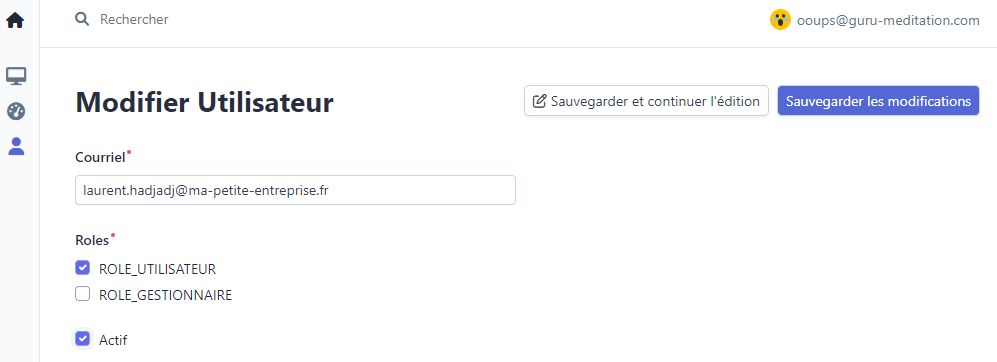 Rechercher
ooups@guru-meditation.com
Modifier Utilisateur
Sauvegarder et continuer l'édition
Sauvegarder les modifications
Courriel
laurent.hadjadj@ma-petite-entreprise.fr
Roles
ROLE_UTILISATEUR
ROLE_GESTIONNAIRE
Actif